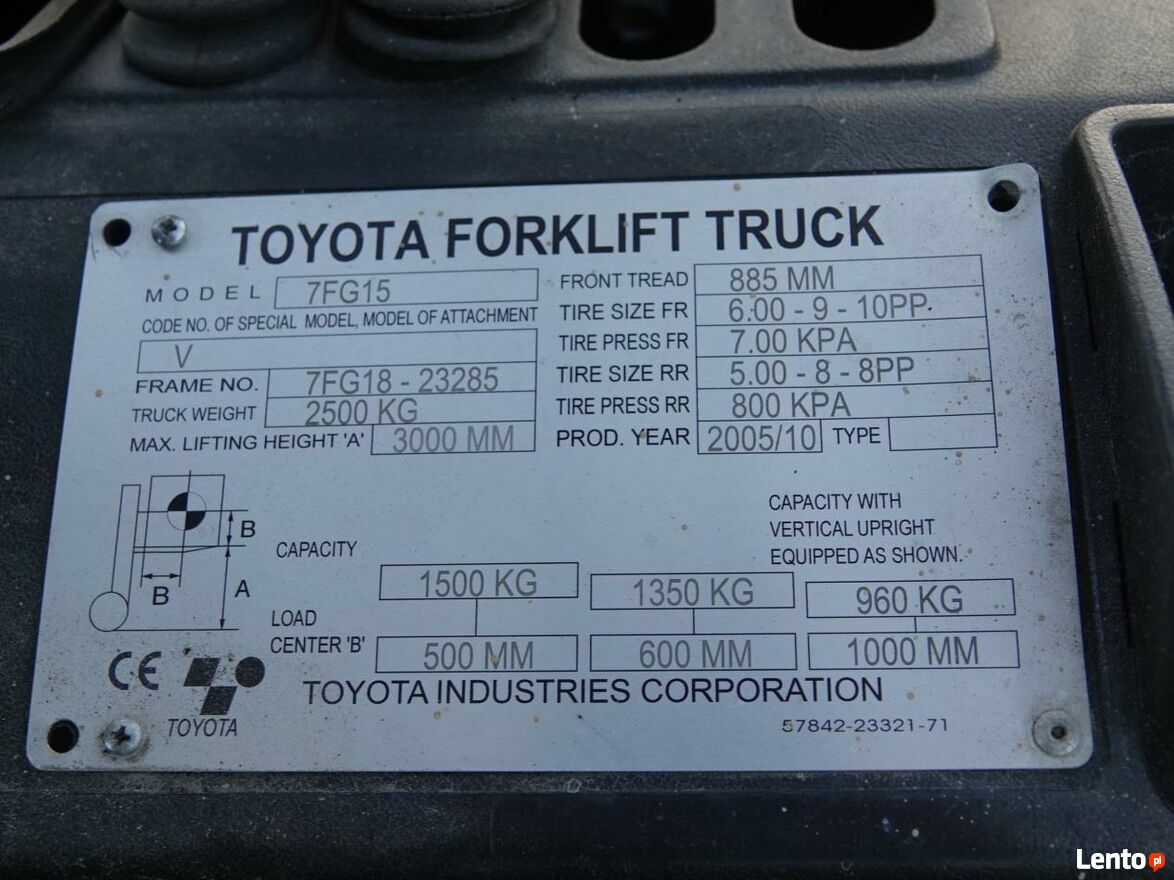 TOYOTA FORKLIFT TRUCK
MODEL 7FG15
CODE NO. OF SPECIAL MODEL, MODEL OF ATTACHMENT
V
FRAME NO. 7FG18 - 23285
TRUCK WEIGHT 2500 KG
MAX. LIFTING HEIGHT 'A' 3000 MM
FRONT TREAD 885 MM
TIRE SIZE FR 6.00 - 9 - 10PP.
TIRE PRESS FR 7.00 KPA
TIRE SIZE RR 5.00 - 8 - 8PP
TIRE PRESS RR 800 KPA
PROD. YEAR 2005/10 TYPE
B
B
A
CAPACITY WITH
VERTICAL UPRIGHT
EQUIPPED AS SHOWN.
CAPACITY
1500 KG 1350 KG 960 KG
LOAD
CENTER 'B' 500 MM 600 MM 1000 MM
CE
TOYOTA
TOYOTA INDUSTRIES CORPORATION
57842-23321-71
Lento pl